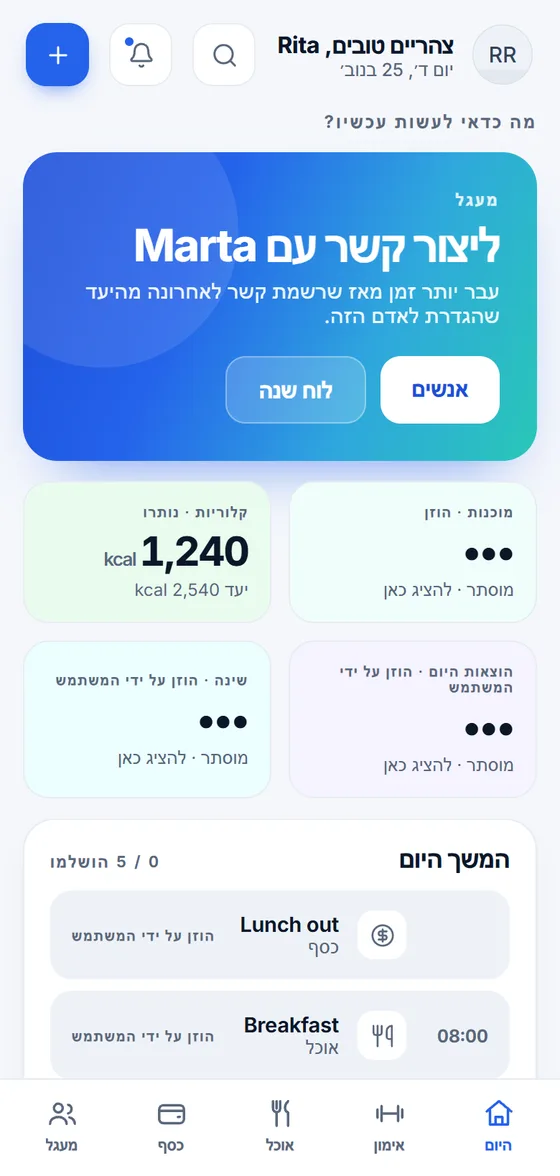 RR
צהריים טובים, Rita
יום ד׳, 25 בנוב׳
מה כדאי לעשות עכשיו?
מעגל
ליצור קשר עם Marta
עבר יותר זמן מאז שרשמת קשר לאחרונה מהיעד
שהגדרת לאדם הזה.
אנשים
לוח שנה
מוכנות · הוזן
•••
מוסתר · להציג כאן
קלוריות · נותרו
1,240 kcal
יעד 2,540 kcal
הוצאות היום · הוזן על ידי
המשתמש
•••
מוסתר · להציג כאן
שינה · הוזן על ידי המשתמש
•••
מוסתר · להציג כאן
המשך היום
0 / 5 הושלמו
Lunch out
כסף
הוזן על ידי המשתמש
08:00
Breakfast
אוכל
הוזן על ידי המשתמש
היום
אימון
אוכל
כסף
מעגל